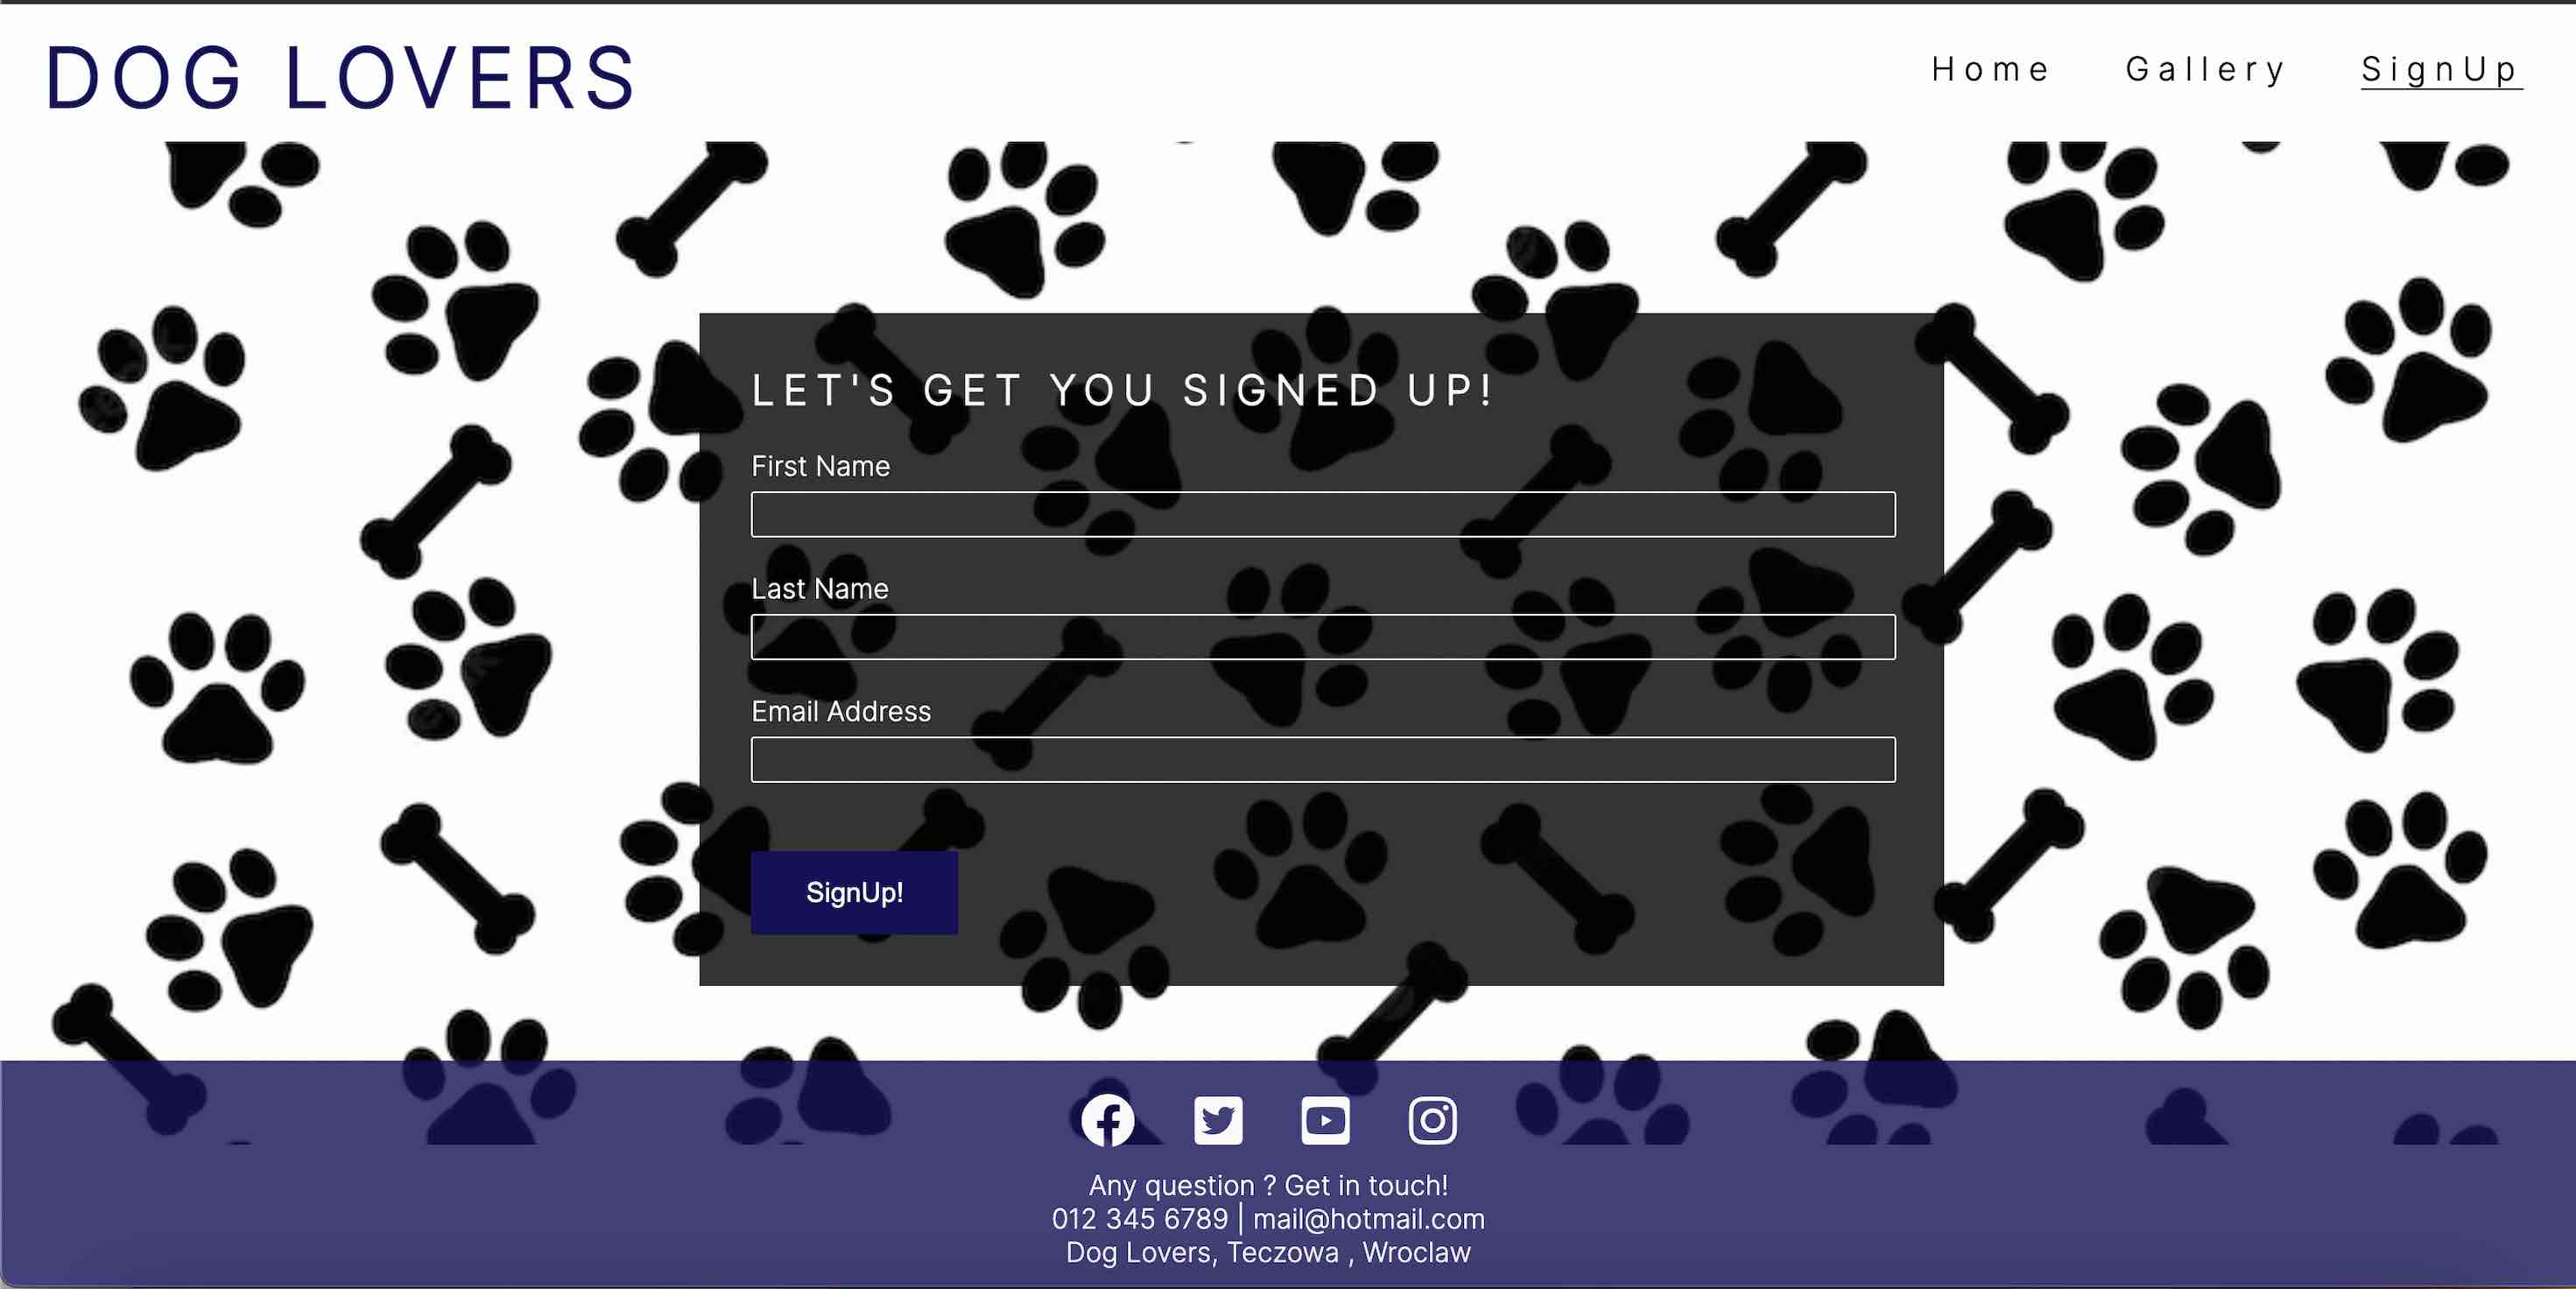 DOG LOVERS
Home Gallery SignUp
LET'S GET YOU SIGNED UP!
First Name
Last Name
Email Address
SignUp!
Any question ? Get in touch!
012 345 6789 | mail@hotmail.com
Dog Lovers, Teczowa , Wroclaw